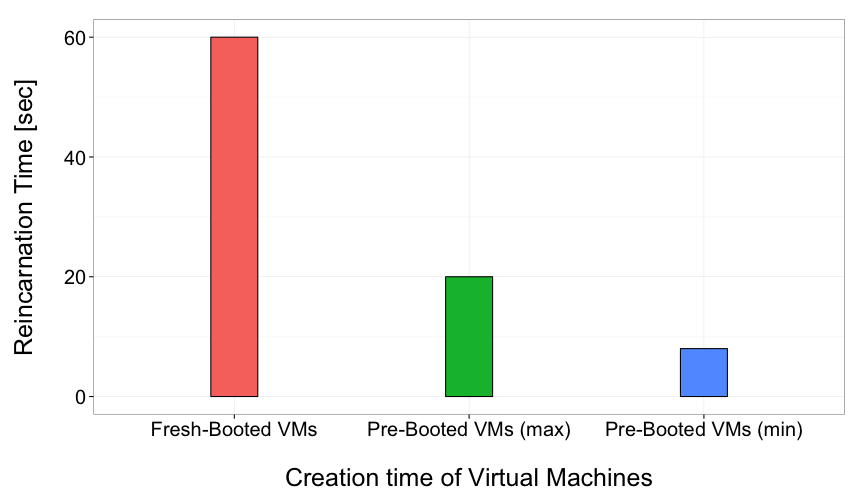 Reincarnation Time [sec]
60
40
20
0
Fresh-Booted VMs Pre-Booted VMs (max) Pre-Booted VMs (min)
Creation time of Virtual Machines